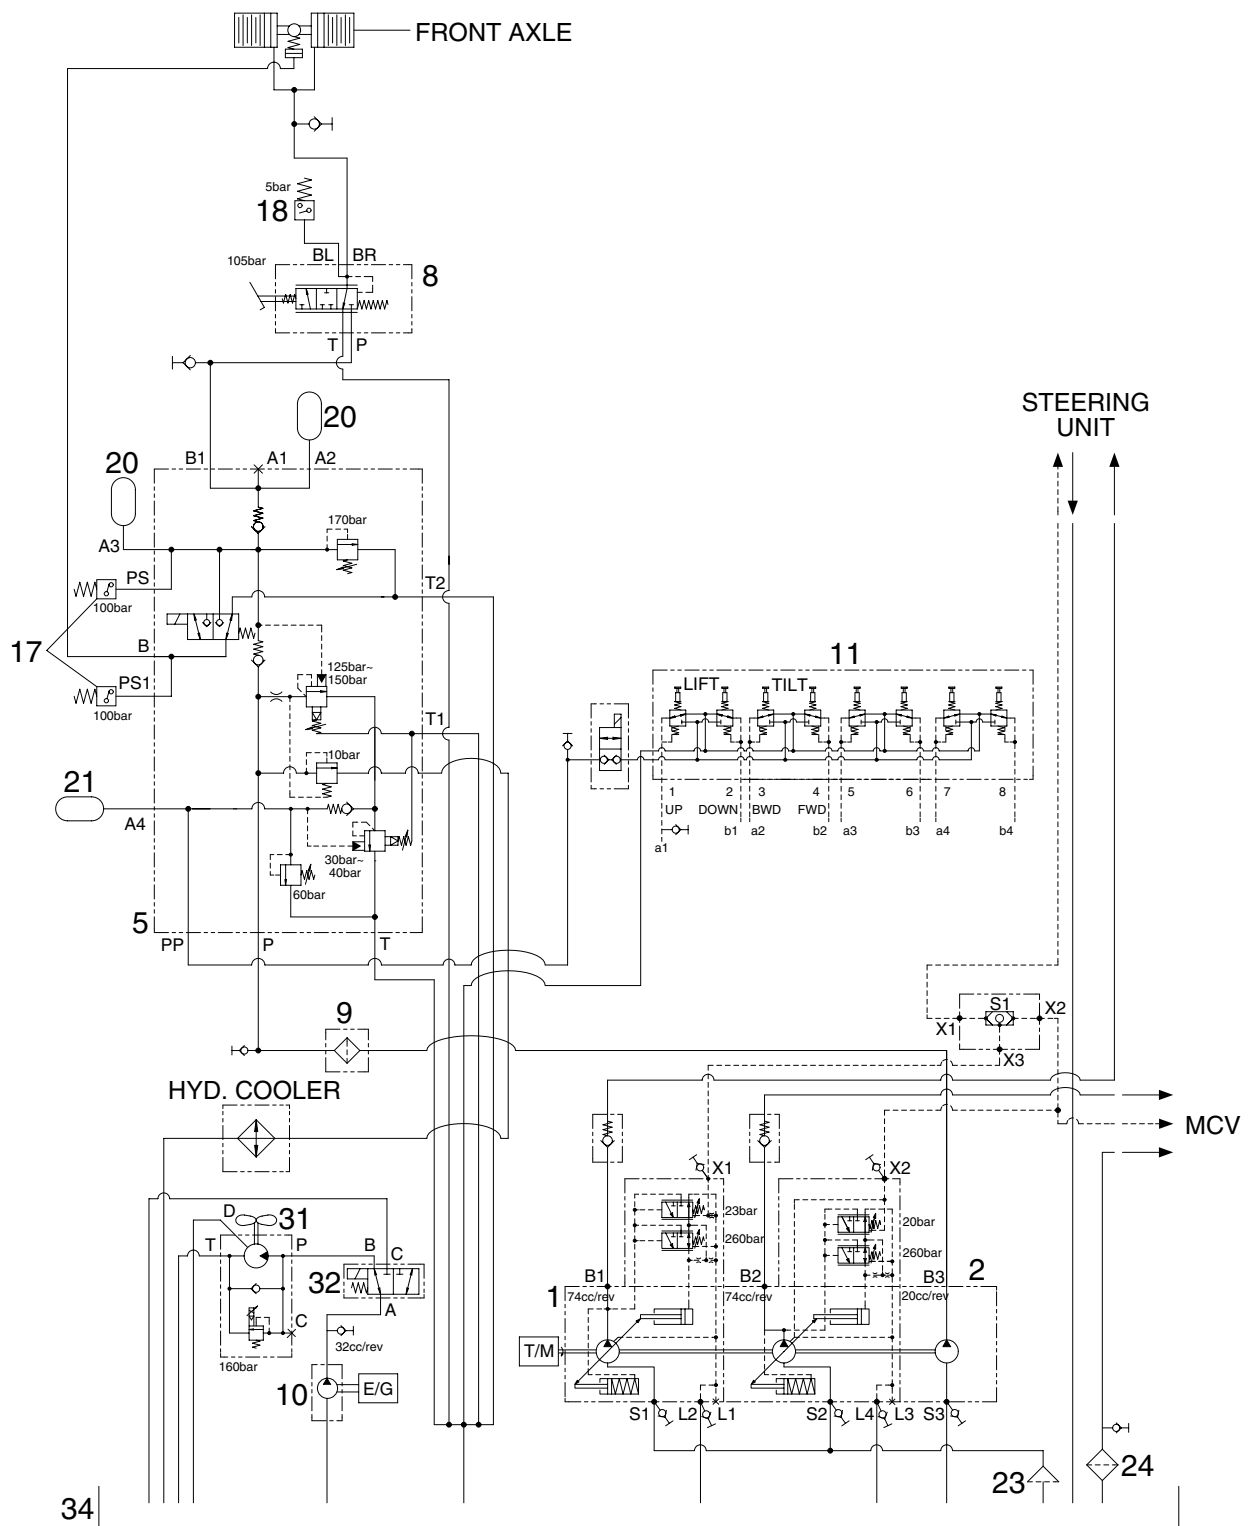 FRONT AXLE
5bar
18
BL BR
105bar
8
T P
20
STEERING
UNIT
B1 A1 A2
20
170bar
A3
PS
T2
100bar
17
B
11
125bar~
150bar
LIFT TILT
PS1
100bar
T1
10bar
21
1 2 3 4 5 6 7 8
UP DOWN BWD FWD
A4
b1 a2 b2 a3 b3 a4 b4
a1
30bar~
40bar
60bar
5
PP P T
S1
X1 X2
9
X3
HYD. COOLER
MCV
X1 X2
D 31
23bar 20bar
T P B C
260bar 260bar
32
B1 B2 B3 2
1 74cc/rev 74cc/rev 20cc/rev
A
C
32cc/rev
T/M
160bar
10 E/G
S1 L2 L1 S2 L4 L3 S3
23 24
34